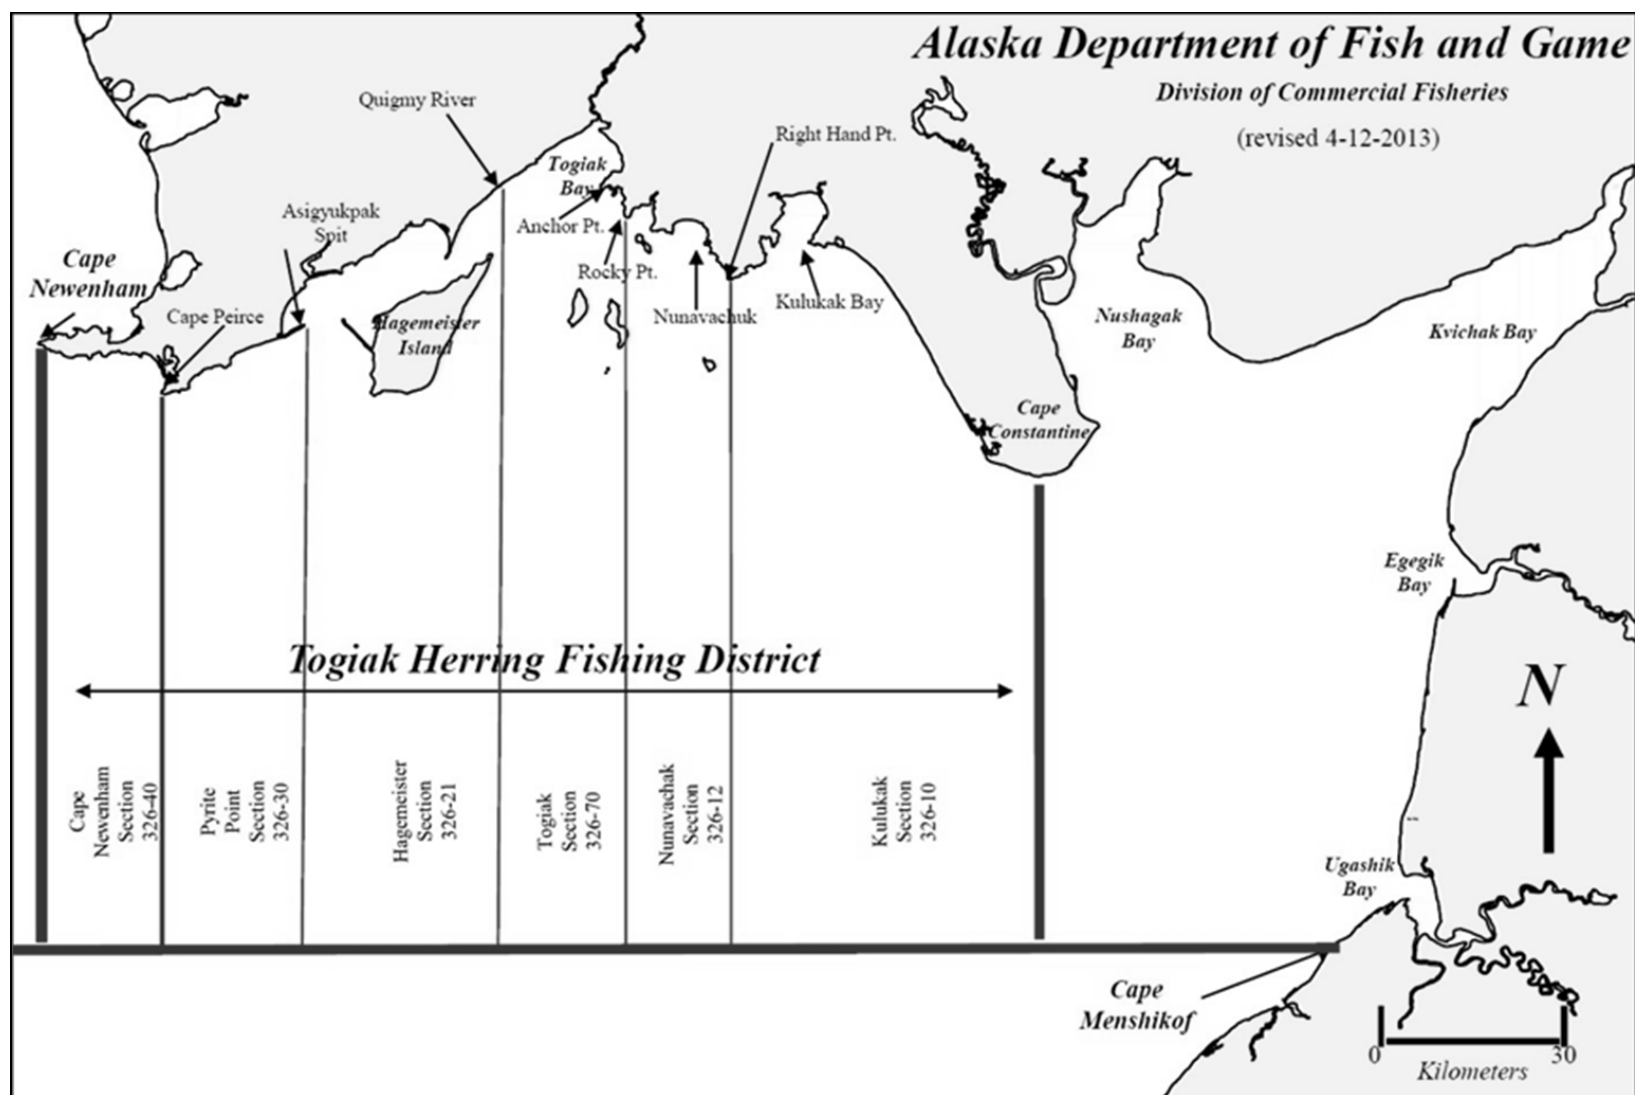 Alaska Department of Fish and Game
Division of Commercial Fisheries
(revised 4-12-2013)
Quigmy River
Right Hand Pt.
Togiak
Bay
Asigyukpak
Spit
Anchor Pt.
Cape
Newenham
Rocky Pt.
Cape Peirce
Nunavachuk
Kulukak Bay
Hagemeister
Island
Nushagak
Bay
Kvichak Bay
Cape
Constantine
Egegik
Bay
Togiak Herring Fishing District
N
Cape
Newenham
Section
326-40
Pyrite
Point
Section
326-30
Hagemeister
Section
326-21
Togiak
Section
326-70
Nunavachak
Section
326-12
Kulukak
Section
326-10
Ugashik
Bay
Cape
Menshikof
0 30
Kilometers